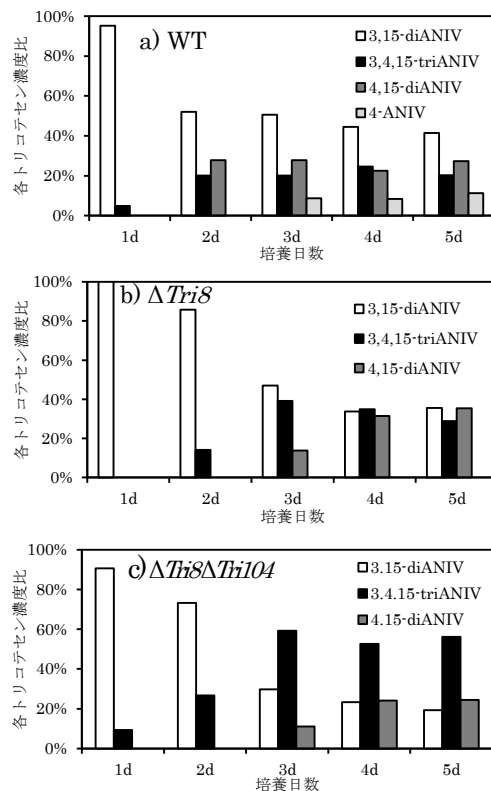 100%
80%
60%
40%
20%
0%
各トリコテセン濃度比
a) WT
3,15-diANIV
3,4,15-triANIV
4,15-diANIV
4-ANIV
1d 2d 3d 4d 5d
培養日数
100%
80%
60%
40%
20%
0%
各トリコテセン濃度比
b) ΔTri8
3,15-diANIV
3,4,15-triANIV
4,15-diANIV
1d 2d 3d 4d 5d
培養日数
100%
80%
60%
40%
20%
0%
各トリコテセン濃度比
c) ΔTri8ΔTri104
3.15-diANIV
3.4.15-triANIV
4.15-diANIV
1d 2d 3d 4d 5d
培養日数